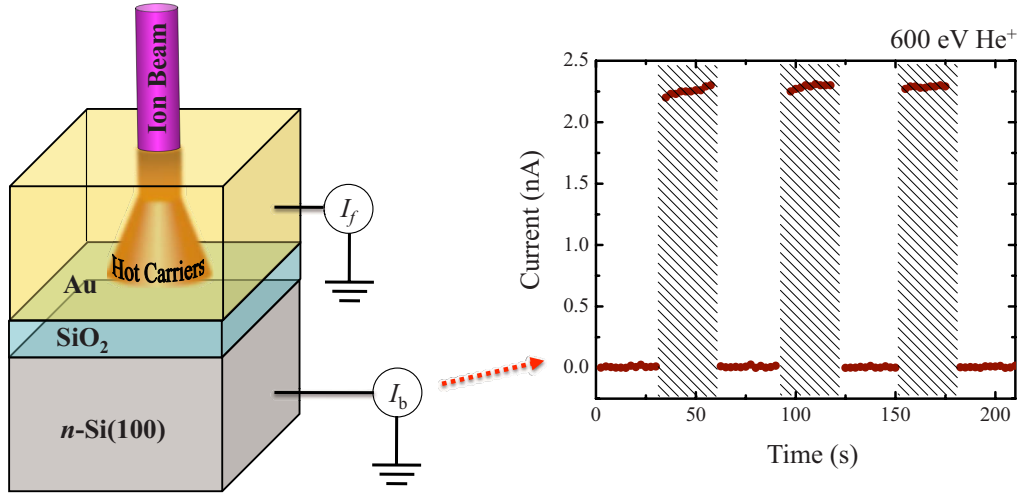 Ion Beam
Hot Carriers
Au
SiO₂
n-Si(100)
I_f
I_b
600 eV He⁺
Current (nA)
2.5
2.0
1.5
1.0
0.5
0.0
0 50 100 150 200
Time (s)